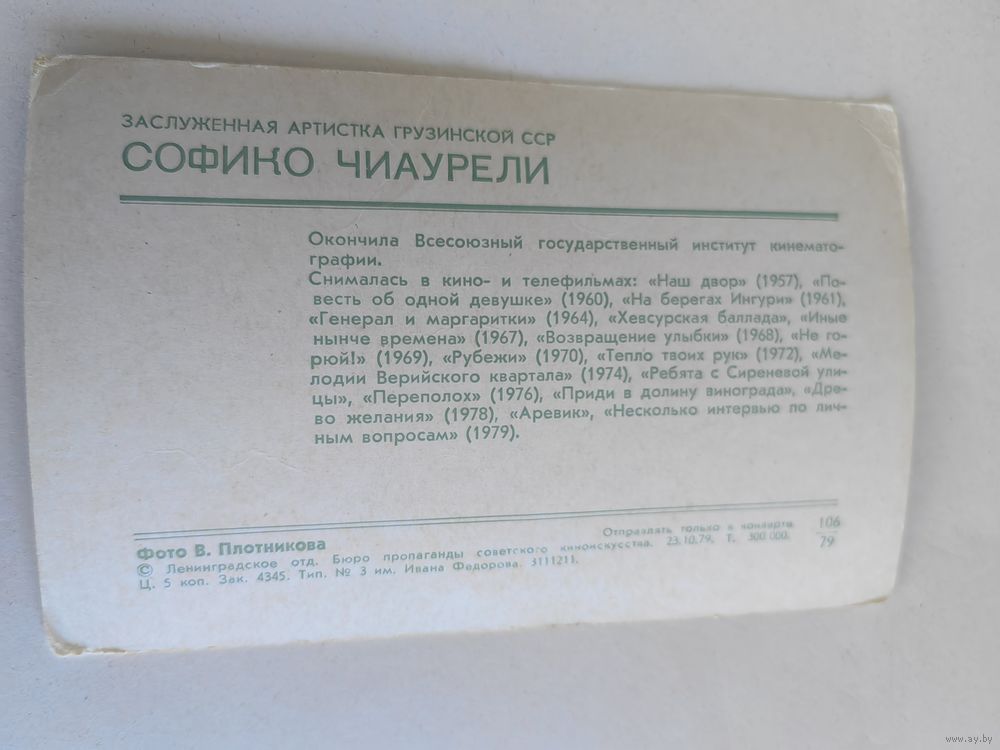 ЗАСЛУЖЕННАЯ АРТИСТКА ГРУЗИНСКОЙ ССР
СОФИКО ЧИАУРЕЛИ
Окончила Всесоюзный государственный институт кинемато-
графии.
Снималась в кино- и телефильмах: «Наш двор» (1957), «По-
весть об одной девушке» (1960), «На берегах Ингури» (1961),
«Генерал и маргаритки» (1964), «Хевсурская баллада», «Иные
нынче времена» (1967), «Возвращение улыбки» (1968), «Не го-
рюй!» (1969), «Рубежи» (1970), «Тепло твоих рук» (1972), «Ме-
лодии Верийского квартала» (1974), «Ребята с Сиреневой ули-
цы», «Переполох» (1976), «Приди в долину винограда», «Дре-
во желания» (1978), «Аревик», «Несколько интервью по лич-
ным вопросам» (1979).
Фото В. Плотникова
Отправлять только в конверте
106
79
© Ленинградское отд. Бюро пропаганды советского киноискусства. 23.10.79. Т. 300 000.
Ц. 5 коп. Зак. 4345. Тип. № 3 им. Ивана Федорова. 3111211.
www.ay.by